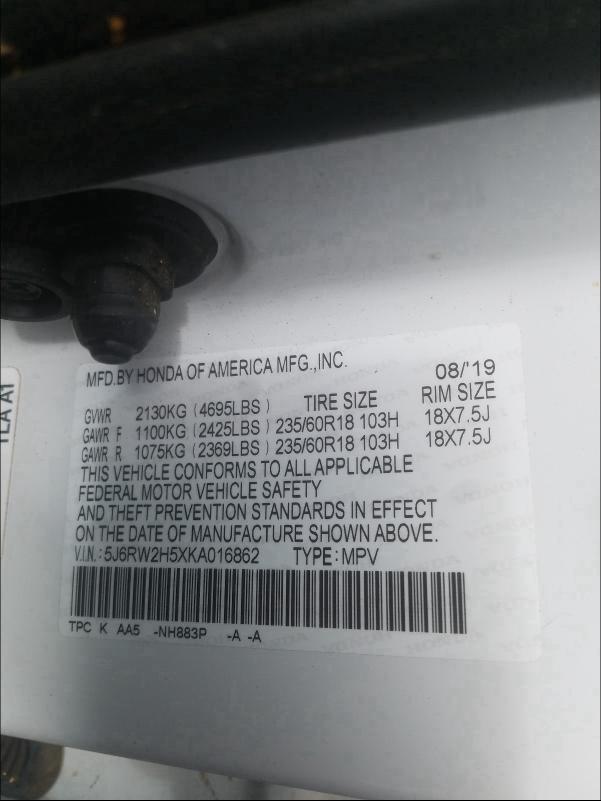 MFD.BY HONDA OF AMERICA MFG.,INC. 08/'19
GVWR 2130KG (4695LBS) TIRE SIZE RIM SIZE
GAWR F 1100KG (2425LBS) 235/60R18 103H 18X7.5J
GAWR R 1075KG (2369LBS) 235/60R18 103H 18X7.5J
THIS VEHICLE CONFORMS TO ALL APPLICABLE
FEDERAL MOTOR VEHICLE SAFETY
AND THEFT PREVENTION STANDARDS IN EFFECT
ON THE DATE OF MANUFACTURE SHOWN ABOVE.
V.I.N.:5J6RW2H5XKA016862 TYPE:MPV
TPC K AA5 -NH883P -A -A
TLA A1